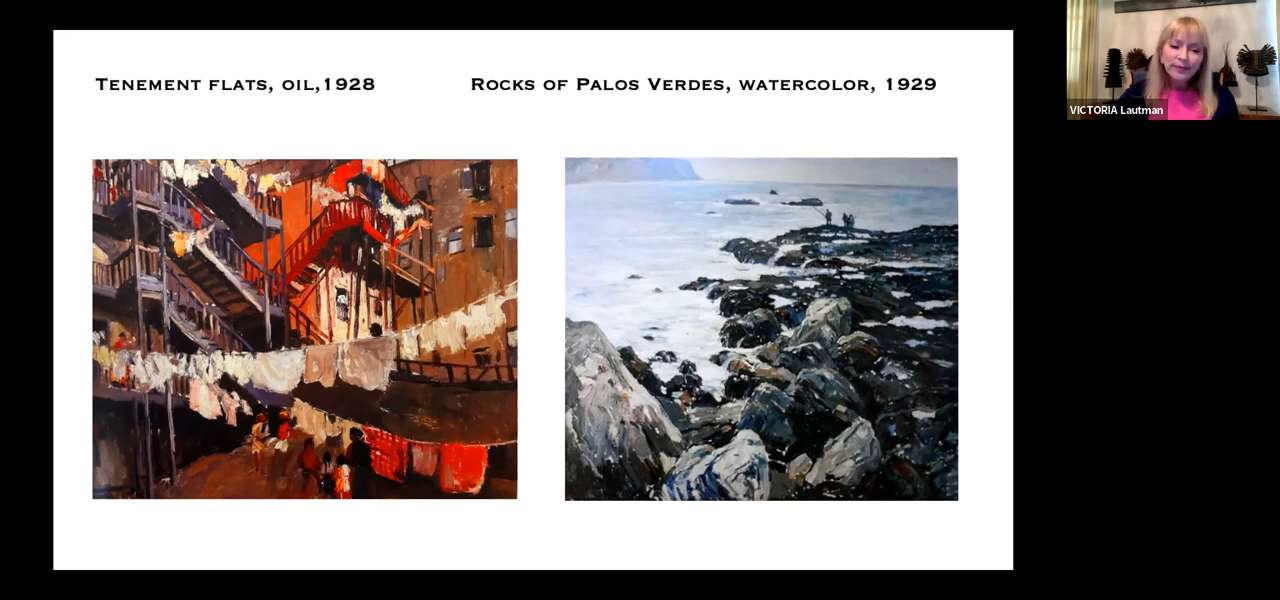 Tenement flats, oil,1928
Rocks of Palos Verdes, watercolor, 1929
VICTORIA Lautman